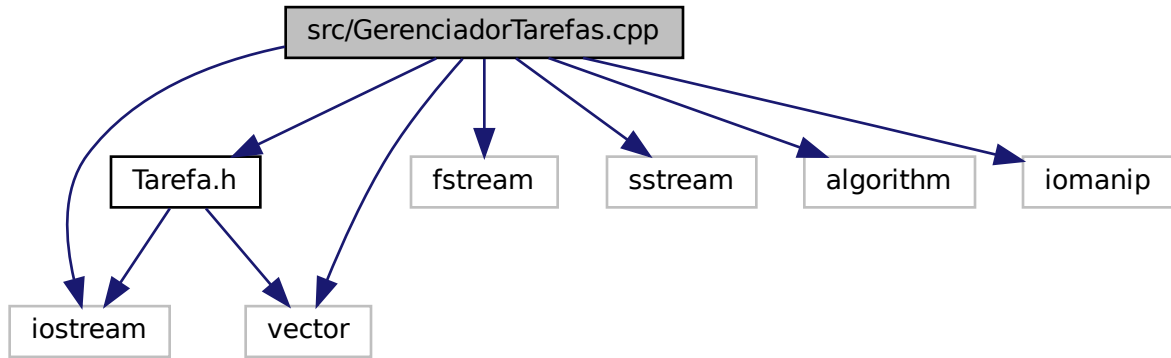 src/GerenciadorTarefas.cpp
Tarefa.h
fstream
sstream
algorithm
iomanip
iostream
vector